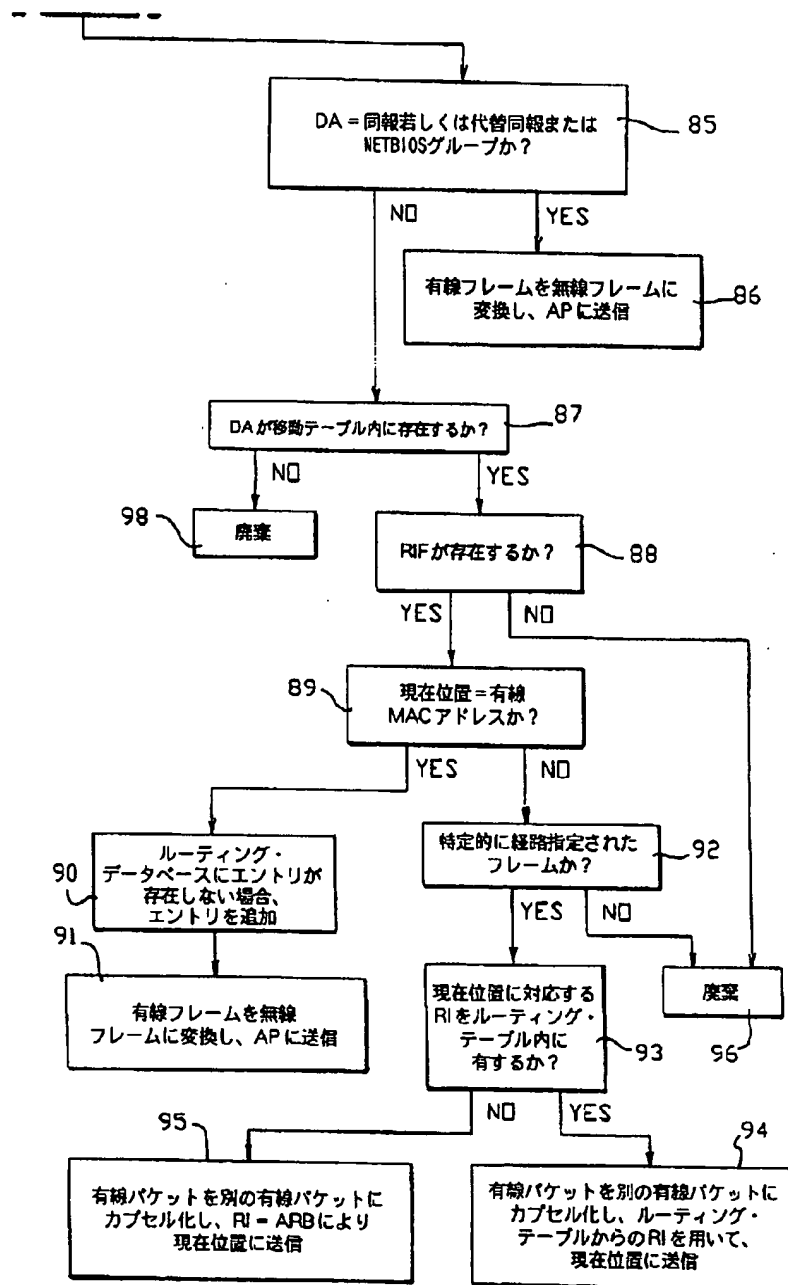 DA = 同報若しくは代替同報または
NETBIOSグループか?
85
NO
YES
有線フレームを無線フレームに
変換し、APに送信
86
DAが移動テーブル内に存在するか?
87
NO
YES
98
廃棄
RIFが存在するか?
88
YES
NO
89
現在位置=有線
MACアドレスか?
YES
NO
90
ルーティング・
データベースにエントリが
存在しない場合、
エントリを追加
特定的に経路指定された
フレームか?
92
YES
NO
91
有線フレームを無線
フレームに変換し、APに送信
現在位置に対応する
RIをルーティング・
テーブル内に
有するか?
93
廃棄
96
NO
YES
95
有線パケットを別の有線パケットに
カプセル化し、RI = ARBにより
現在位置に送信
94
有線パケットを別の有線パケットに
カプセル化し、ルーティング・
テーブルからのRIを用いて、
現在位置に送信